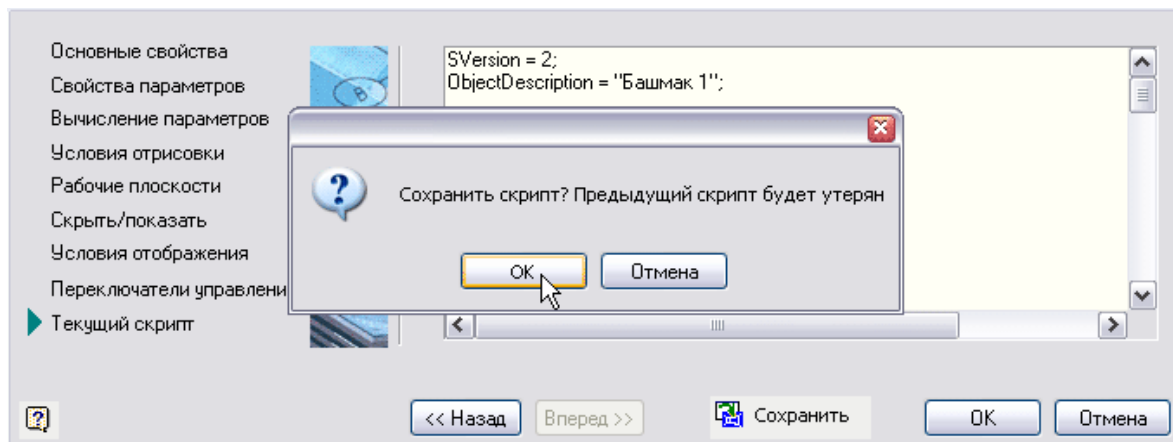 Основные свойства
Свойства параметров
Вычисление параметров
Условия отрисовки
Рабочие плоскости
Скрыть/показать
Условия отображения
Переключатели управлени
Текущий скрипт
SVersion = 2;
ObjectDescription = "Башмак 1";
Сохранить скрипт? Предыдущий скрипт будет утерян
OK Отмена
<< Назад Вперед >> Сохранить OK Отмена